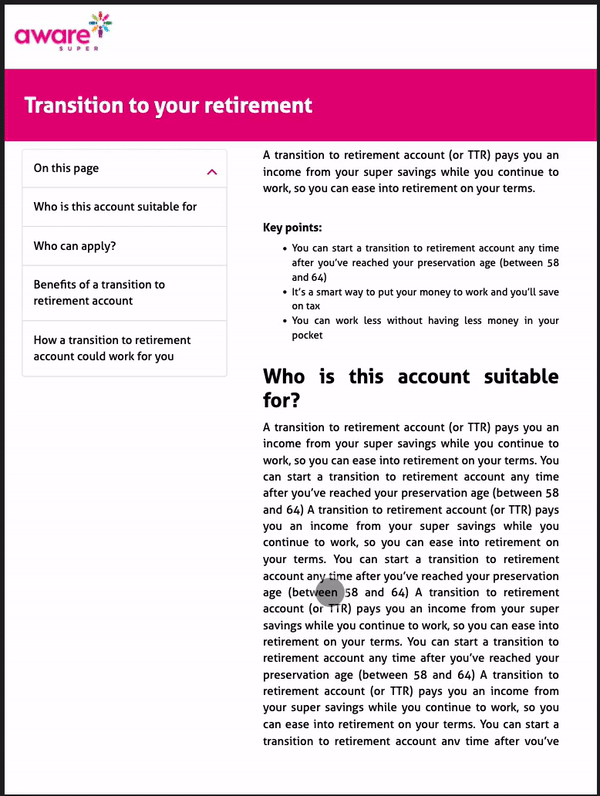 aware
SUPER
Transition to your retirement
On this page
Who is this account suitable for
Who can apply?
Benefits of a transition to
retirement account
How a transition to retirement
account could work for you
A transition to retirement account (or TTR) pays you an
income from your super savings while you continue to
work, so you can ease into retirement on your terms.
Key points:
• You can start a transition to retirement account any time
after you've reached your preservation age (between 58
and 64)
• It's a smart way to put your money to work and you'll save
on tax
• You can work less without having less money in your
pocket
Who is this account suitable
for?
A transition to retirement account (or TTR) pays you an
income from your super savings while you continue to
work, so you can ease into retirement on your terms. You
can start a transition to retirement account any time
after you've reached your preservation age (between 58
and 64) A transition to retirement account (or TTR) pays
you an income from your super savings while you
continue to work, so you can ease into retirement on
your terms. You can start a transition to retirement
account any time after you've reached your preservation
age (between 58 and 64) A transition to retirement
account (or TTR) pays you an income from your super
savings while you continue to work, so you can ease into
retirement on your terms. You can start a transition to
retirement account any time after you've reached your
preservation age (between 58 and 64) A transition to
retirement account (or TTR) pays you an income from
your super savings while you continue to work, so you
can ease into retirement on your terms. You can start a
transition to retirement account any time after you've